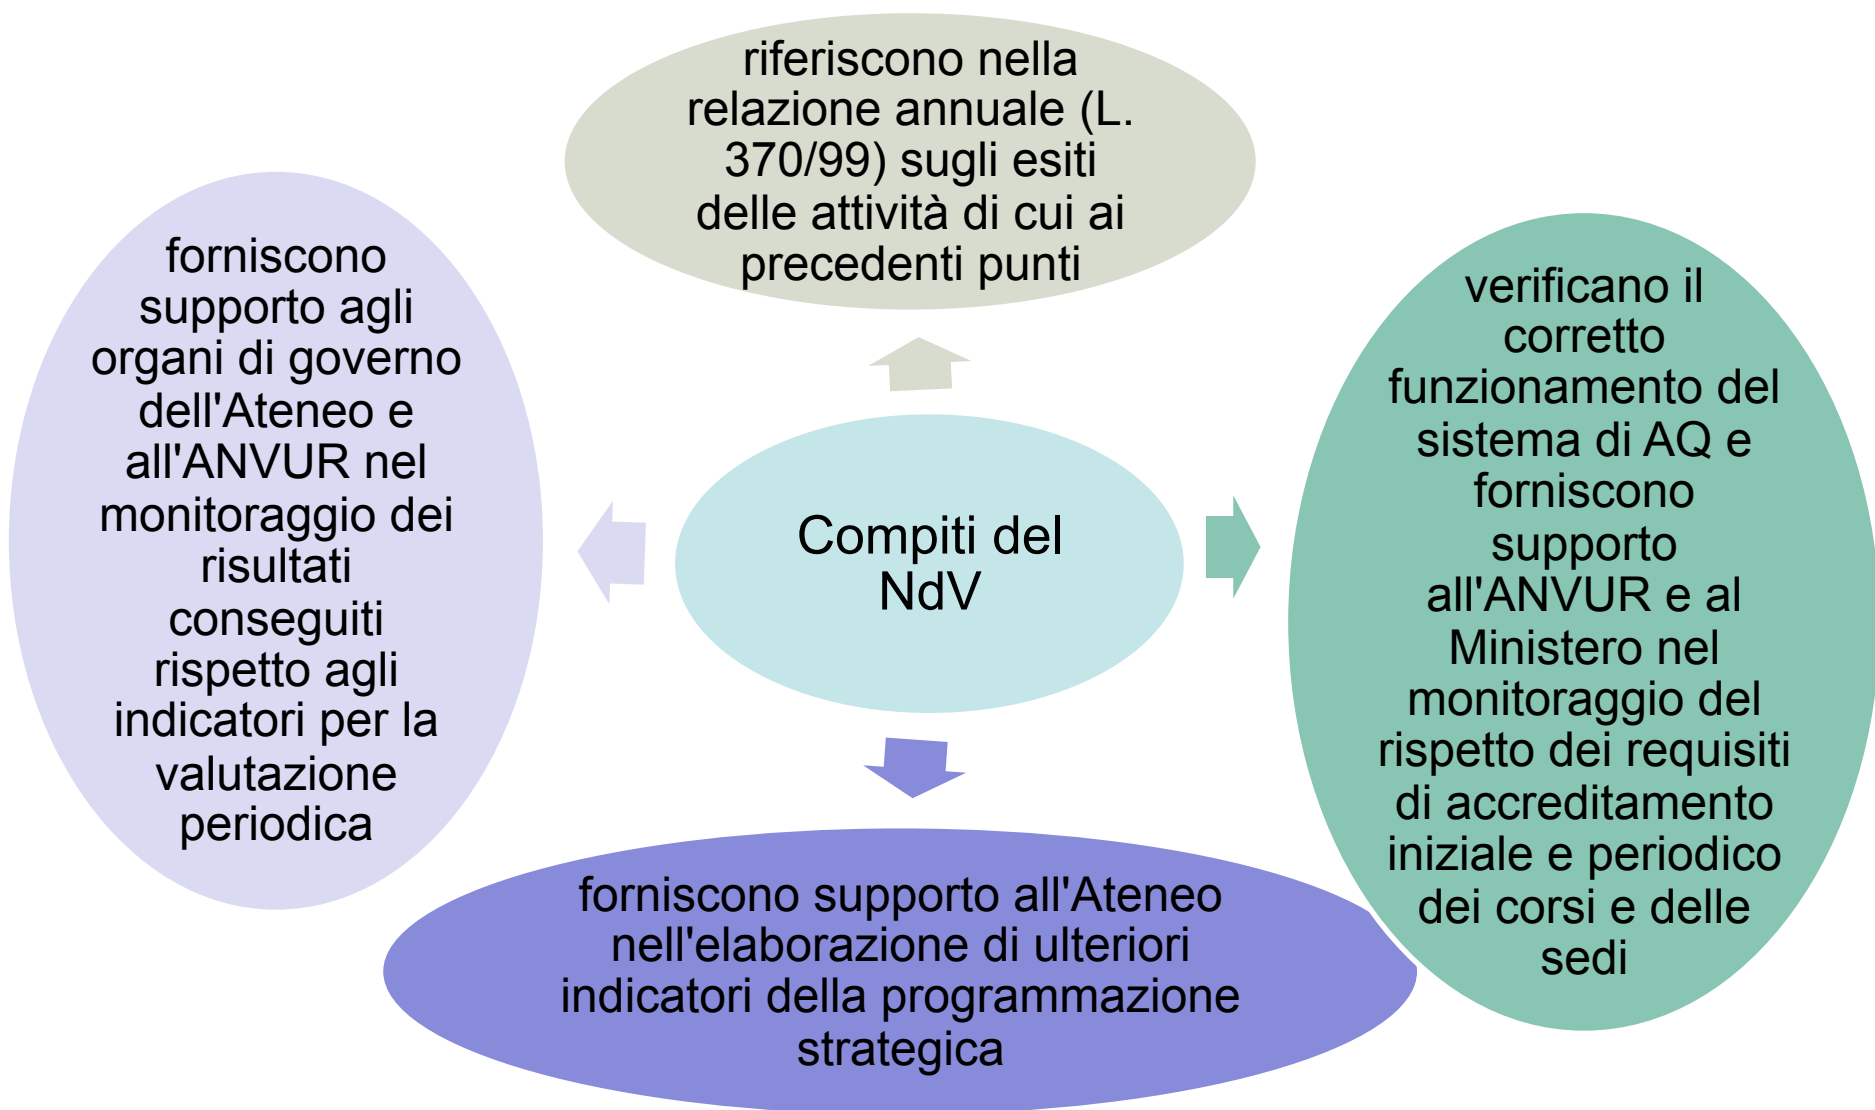 riferiscono nella
relazione annuale (L.
370/99) sugli esiti
delle attività di cui ai
precedenti punti
forniscono
supporto agli
organi di governo
dell'Ateneo e
all'ANVUR nel
monitoraggio dei
risultati
conseguiti
rispetto agli
indicatori per la
valutazione
periodica
Compiti del
NdV
verificano il
corretto
funzionamento del
sistema di AQ e
forniscono
supporto
all'ANVUR e al
Ministero nel
monitoraggio del
rispetto dei requisiti
di accreditamento
iniziale e periodico
dei corsi e delle
sedi
forniscono supporto all'Ateneo
nell'elaborazione di ulteriori
indicatori della programmazione
strategica